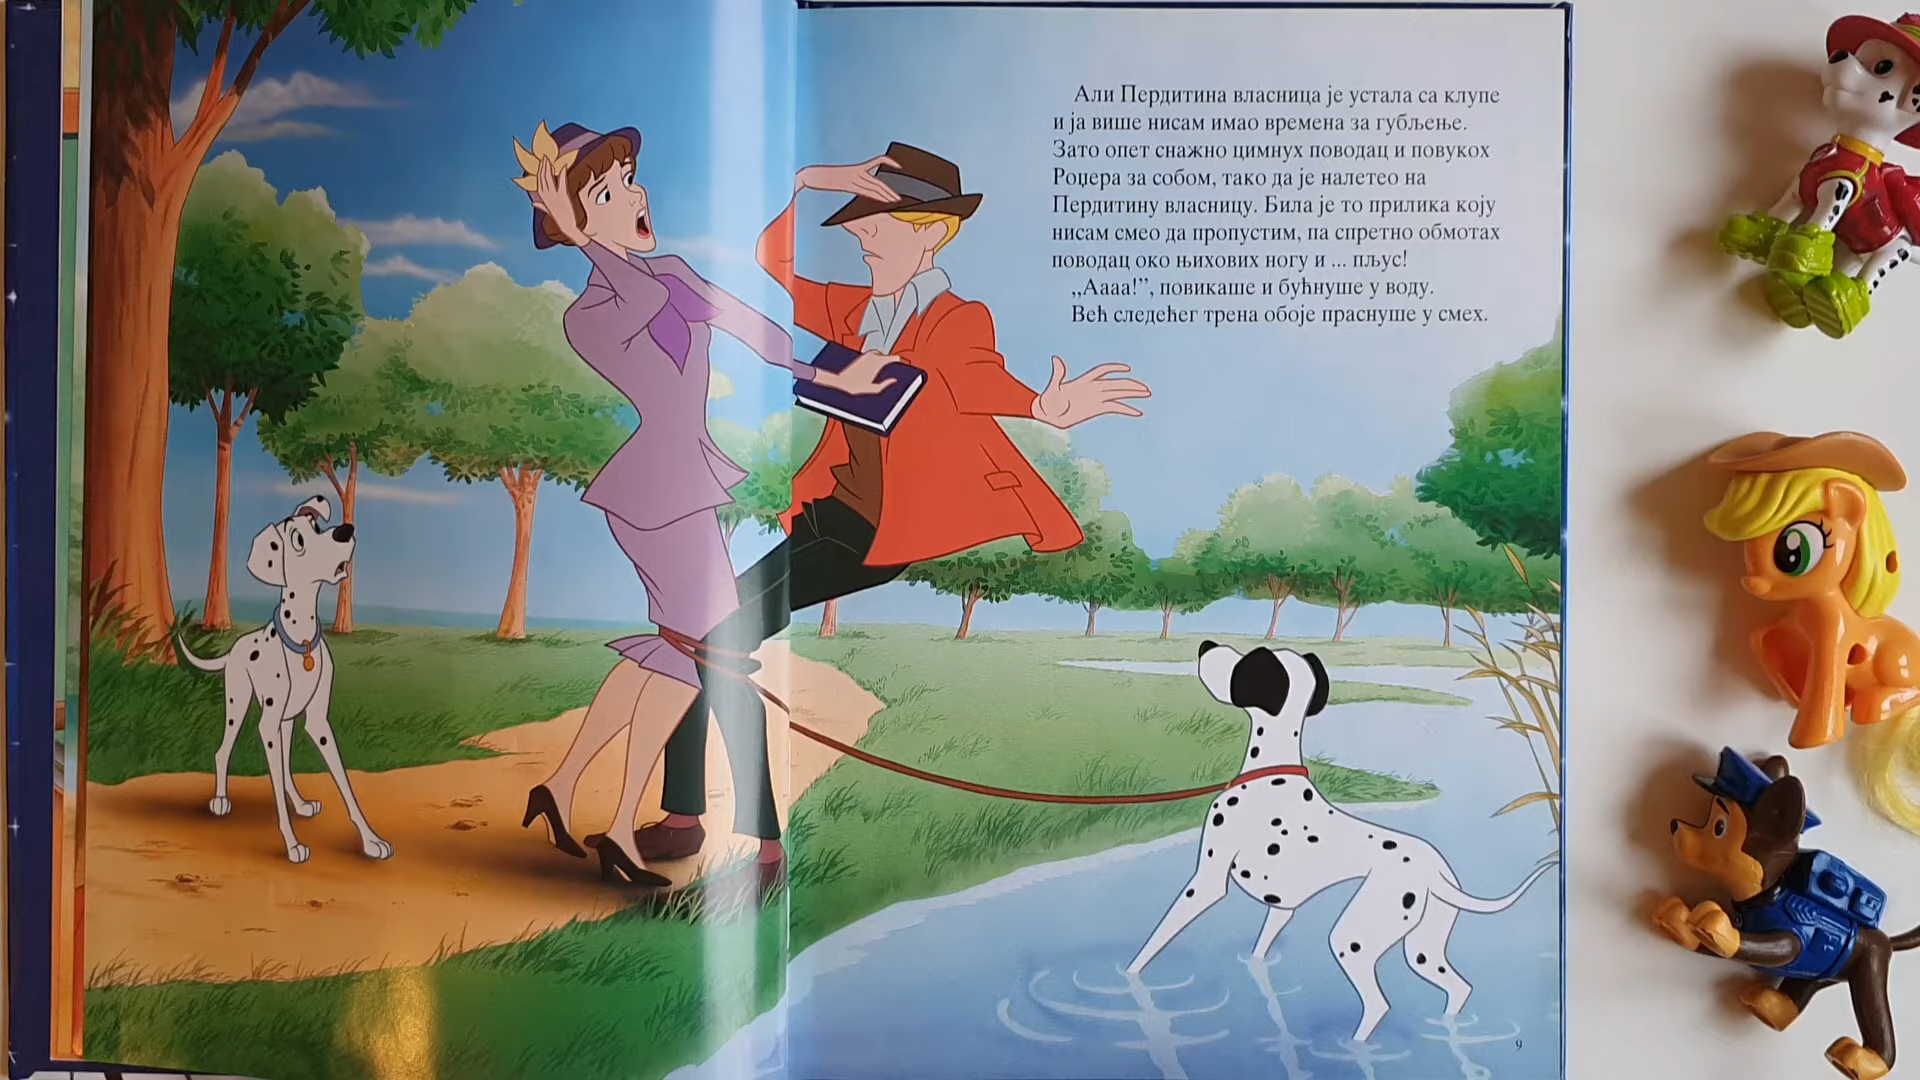 Али Пердитина власница је устала са клупе
и ја више нисам имао времена за губљење.
Зато опет снажно цимнух поводац и повукох
Роџера за собом, тако да је налетео на
Пердитину власницу. Била је то прилика коју
нисам смео да пропустим, па спретно обмотах
поводац око њихових ногу и ... пљус!
„Аааа!”, повикаше и бућнуше у воду.
Већ следећег трена обоје праснуше у смех.
9